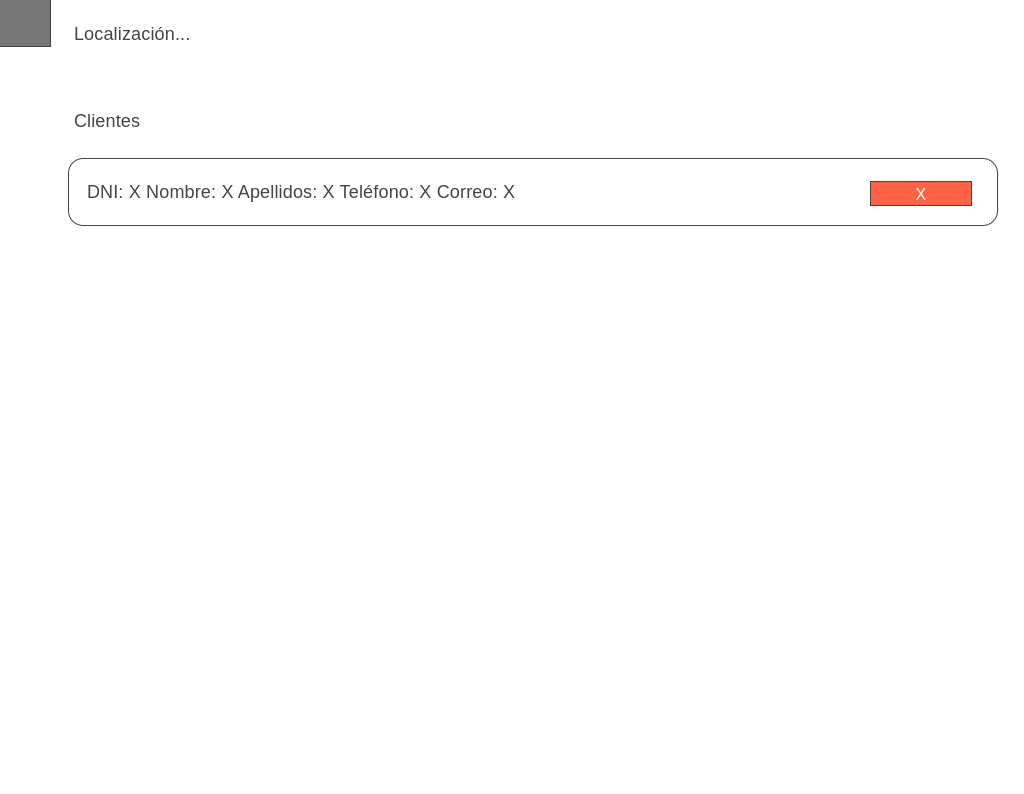 Localización...
Clientes
DNI: X Nombre: X Apellidos: X Teléfono: X Correo: X
X